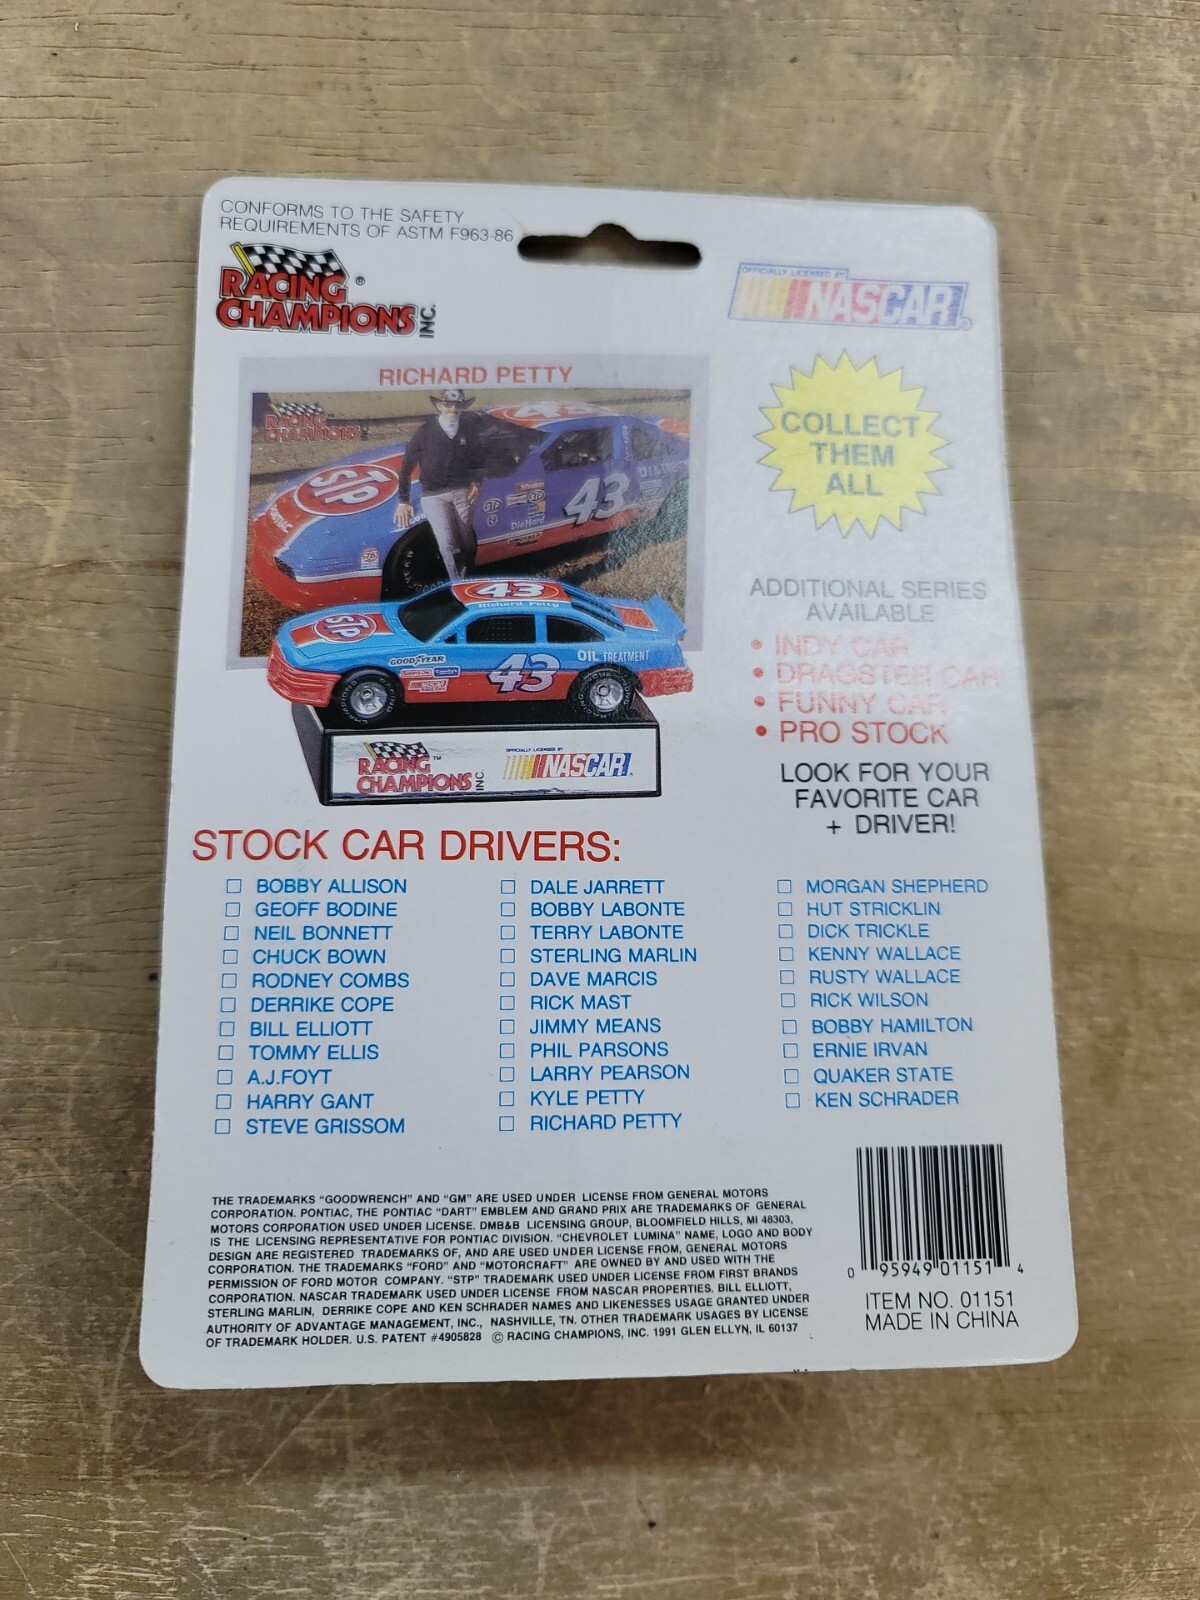 CONFORMS TO THE SAFETY
REQUIREMENTS OF ASTM F963-86
RACING ®
CHAMPIONS INC.
OFFICIALLY LICENSED BY
NASCAR®
RICHARD PETTY
RACING
CHAMPIONS
43
STP
43
OILTRE
PONTIAC
STP
DieHard
COLLECT
THEM
ALL
ADDITIONAL SERIES
AVAILABLE
• INDY CAR
• DRAGSTER CAR
• FUNNY CAR
• PRO STOCK
LOOK FOR YOUR
FAVORITE CAR
+ DRIVER!
43
Richard Petty
STP
GOODYEAR
43
OIL TREATMENT
NASCAR
RACING™
CHAMPIONS INC.
OFFICIALLY LICENSED BY
NASCAR®
STOCK CAR DRIVERS:
☐ BOBBY ALLISON
☐ GEOFF BODINE
☐ NEIL BONNETT
☐ CHUCK BOWN
☐ RODNEY COMBS
☐ DERRIKE COPE
☐ BILL ELLIOTT
☐ TOMMY ELLIS
☐ A.J.FOYT
☐ HARRY GANT
☐ STEVE GRISSOM
☐ DALE JARRETT
☐ BOBBY LABONTE
☐ TERRY LABONTE
☐ STERLING MARLIN
☐ DAVE MARCIS
☐ RICK MAST
☐ JIMMY MEANS
☐ PHIL PARSONS
☐ LARRY PEARSON
☐ KYLE PETTY
☐ RICHARD PETTY
☐ MORGAN SHEPHERD
☐ HUT STRICKLIN
☐ DICK TRICKLE
☐ KENNY WALLACE
☐ RUSTY WALLACE
☐ RICK WILSON
☐ BOBBY HAMILTON
☐ ERNIE IRVAN
☐ QUAKER STATE
☐ KEN SCHRADER
THE TRADEMARKS "GOODWRENCH" AND "GM" ARE USED UNDER LICENSE FROM GENERAL MOTORS
CORPORATION. PONTIAC, THE PONTIAC "DART" EMBLEM AND GRAND PRIX ARE TRADEMARKS OF GENERAL
MOTORS CORPORATION USED UNDER LICENSE. DMB&B LICENSING GROUP, BLOOMFIELD HILLS, MI 48303,
IS THE LICENSING REPRESENTATIVE FOR PONTIAC DIVISION. "CHEVROLET LUMINA" NAME, LOGO AND BODY
DESIGN ARE REGISTERED TRADEMARKS OF, AND ARE USED UNDER LICENSE FROM, GENERAL MOTORS
CORPORATION. THE TRADEMARKS "FORD" AND "MOTORCRAFT" ARE OWNED BY AND USED WITH THE
PERMISSION OF FORD MOTOR COMPANY. "STP" TRADEMARK USED UNDER LICENSE FROM FIRST BRANDS
CORPORATION. NASCAR TRADEMARK USED UNDER LICENSE FROM NASCAR PROPERTIES. BILL ELLIOTT,
STERLING MARLIN, DERRIKE COPE AND KEN SCHRADER NAMES AND LIKENESSES USAGE GRANTED UNDER
AUTHORITY OF ADVANTAGE MANAGEMENT, INC., NASHVILLE, TN. OTHER TRADEMARK USAGES BY LICENSE
OF TRADEMARK HOLDER. U.S. PATENT #4905828 © RACING CHAMPIONS, INC. 1991 GLEN ELLYN, IL 60137
0 95949 01151 4
ITEM NO. 01151
MADE IN CHINA